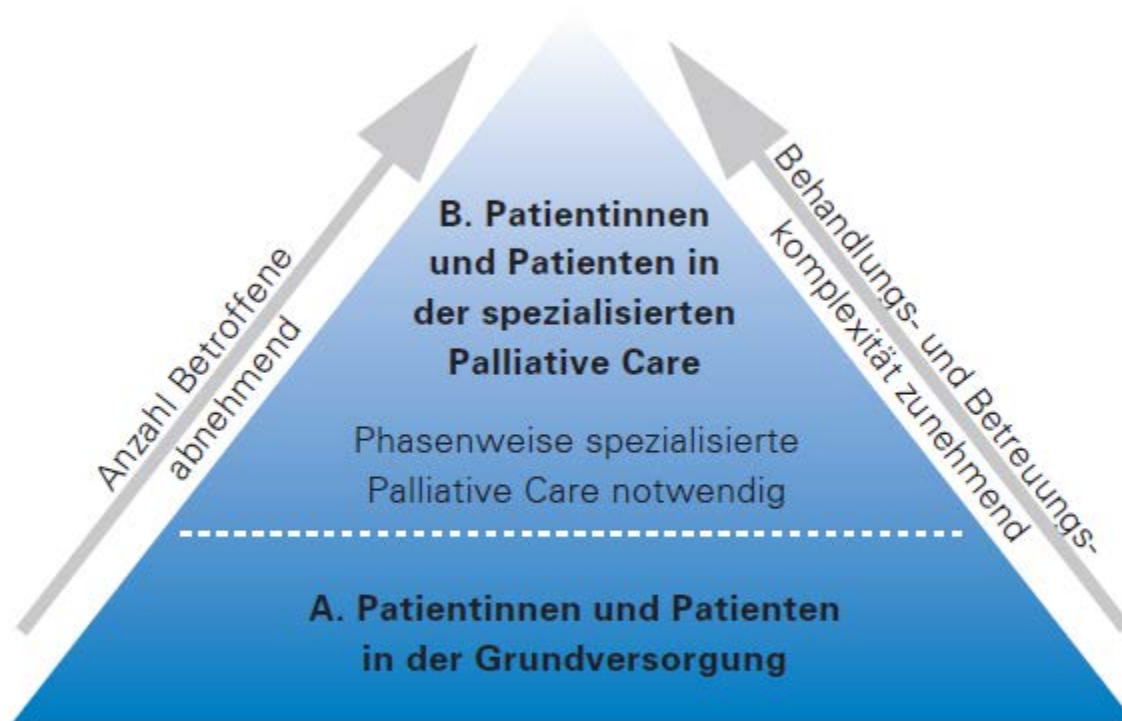 Anzahl Betroffene
abnehmend
B. Patientinnen
und Patienten in
der spezialisierten
Palliative Care
Phasenweise spezialisierte
Palliative Care notwendig
A. Patientinnen und Patienten
in der Grundversorgung
Behandlungs- und Betreuungs-
komplexität zunehmend